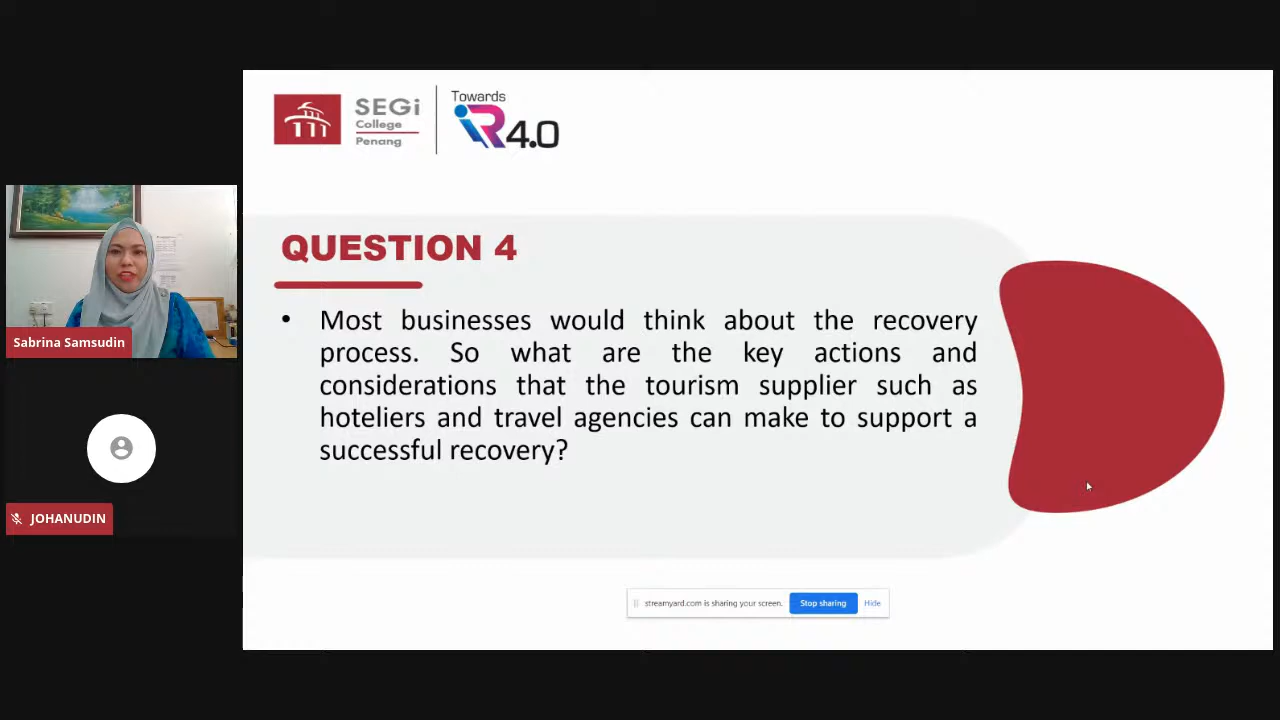 SEGi
College
Penang
Towards
iR4.0
QUESTION 4
• Most businesses would think about the recovery
process. So what are the key actions and
considerations that the tourism supplier such as
hoteliers and travel agencies can make to support a
successful recovery?
Sabrina Samsudin
JOHANUDIN
streamyard.com is sharing your screen. Stop sharing Hide